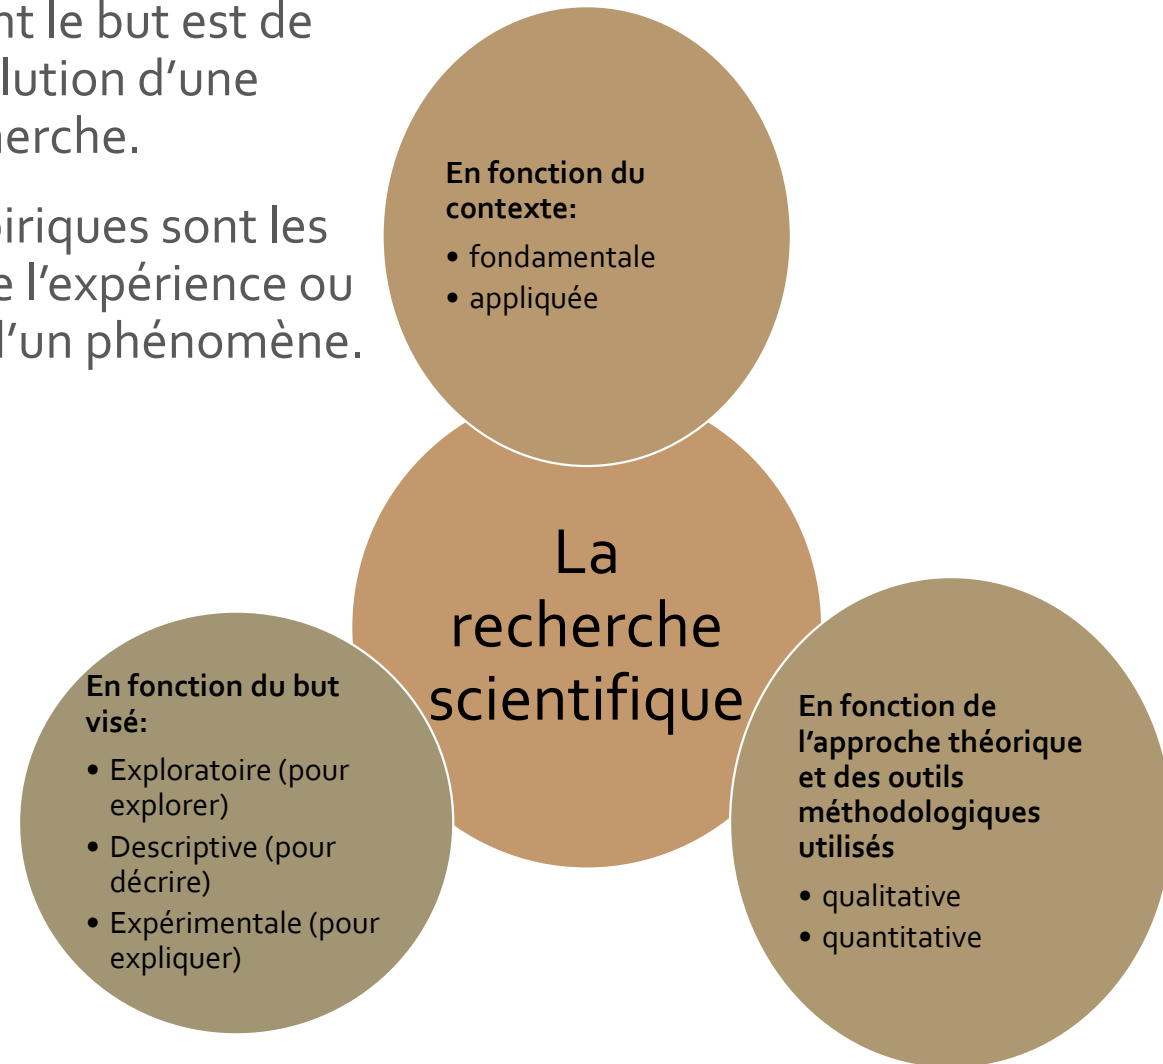 nt le but est de
lution d’une
herche.
iriques sont les
e l’expérience ou
d’un phénomène.
En fonction du
contexte:
• fondamentale
• appliquée
La
recherche
scientifique
En fonction du but
visé:
• Exploratoire (pour
explorer)
• Descriptive (pour
décrire)
• Expérimentale (pour
expliquer)
En fonction de
l’approche théorique
et des outils
méthodologiques
utilisés
• qualitative
• quantitative